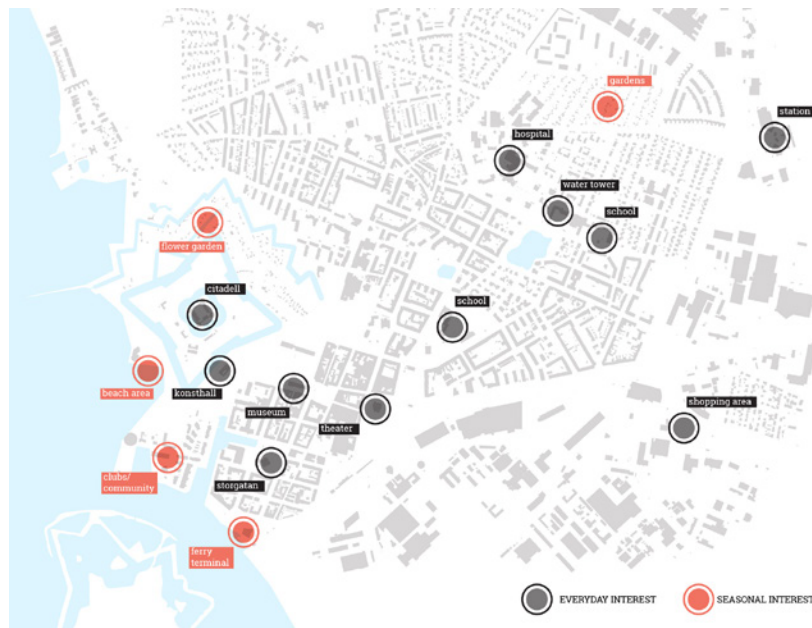 gardens
station
hospital
water tower
school
flower garden
citadell
school
beach area
konsthall
museum
theater
shopping area
clubs/
community
storgatan
ferry
terminal
EVERYDAY INTEREST
SEASONAL INTEREST